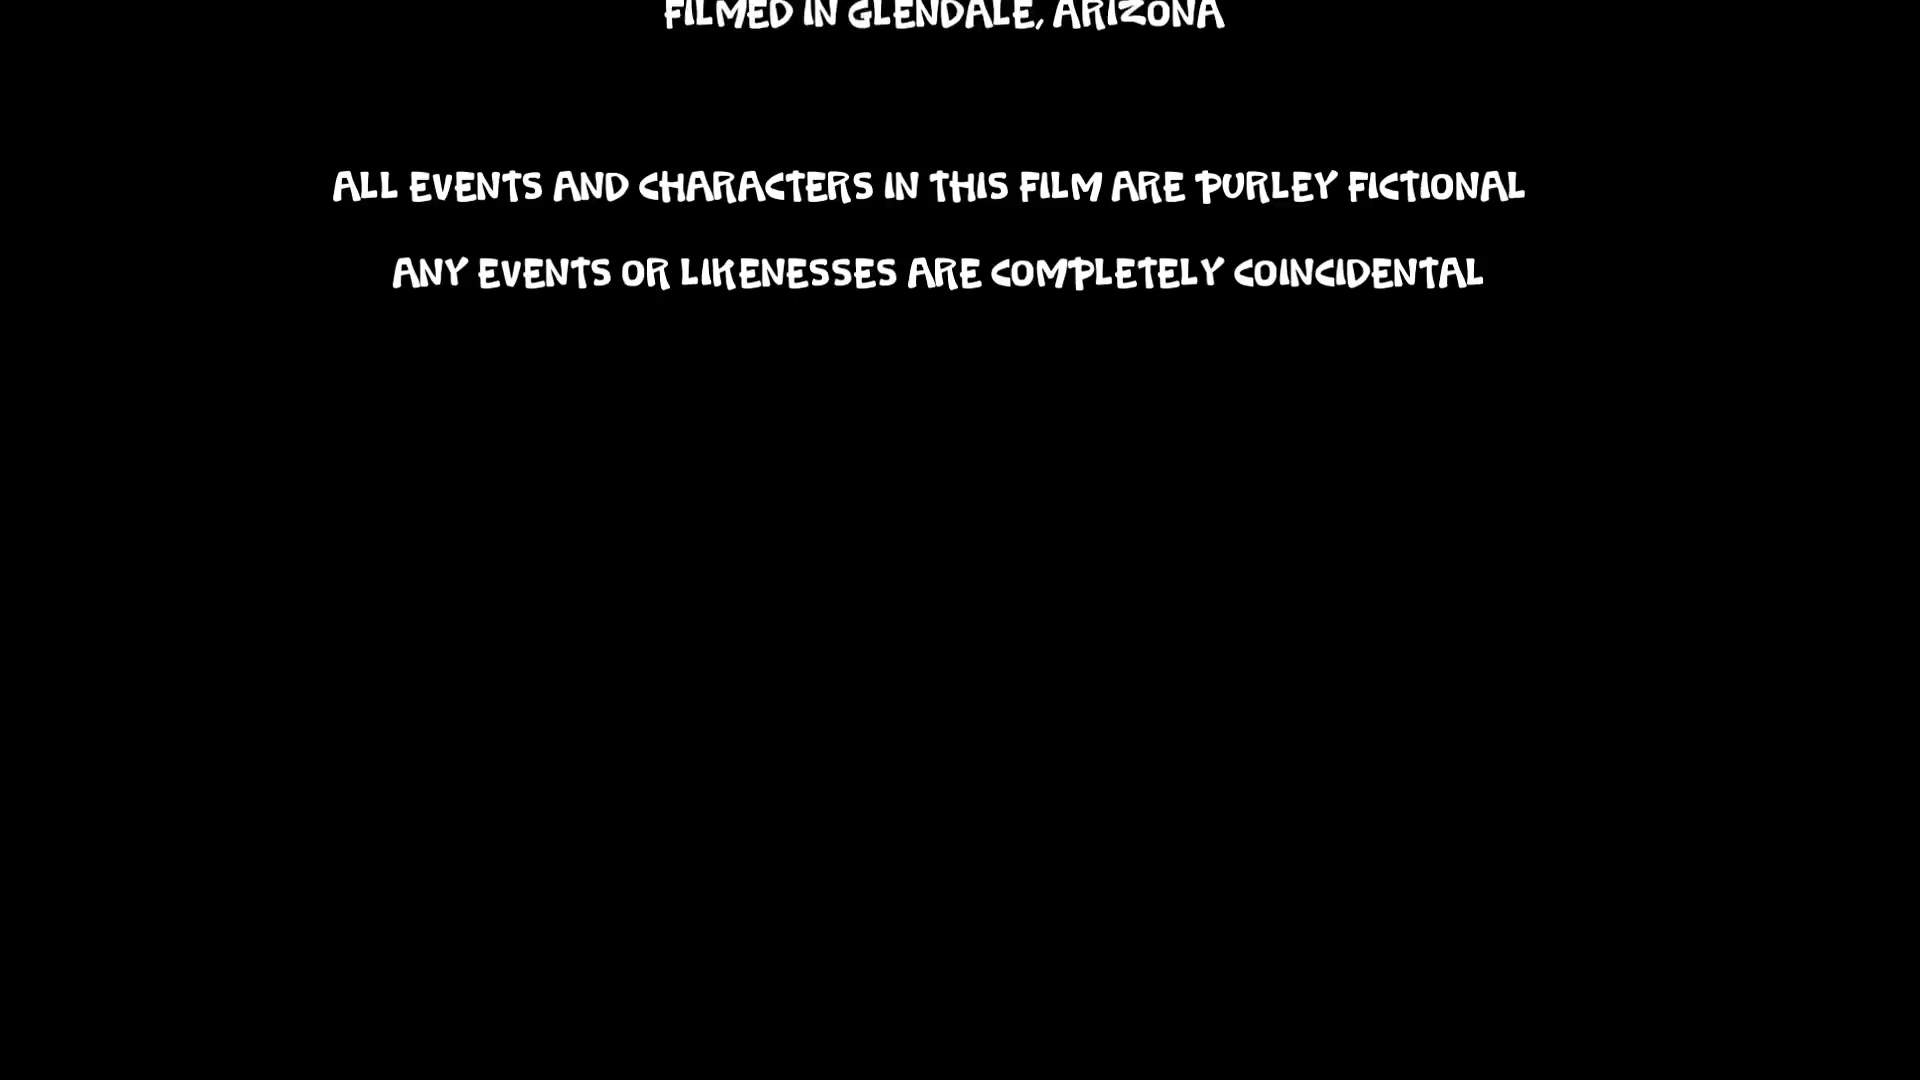 FILMED IN GLENDALE, ARIZONA
ALL EVENTS AND CHARACTERS IN THIS FILM ARE PURLEY FICTIONAL
ANY EVENTS OR LIKENESSES ARE COMPLETELY COINCIDENTAL